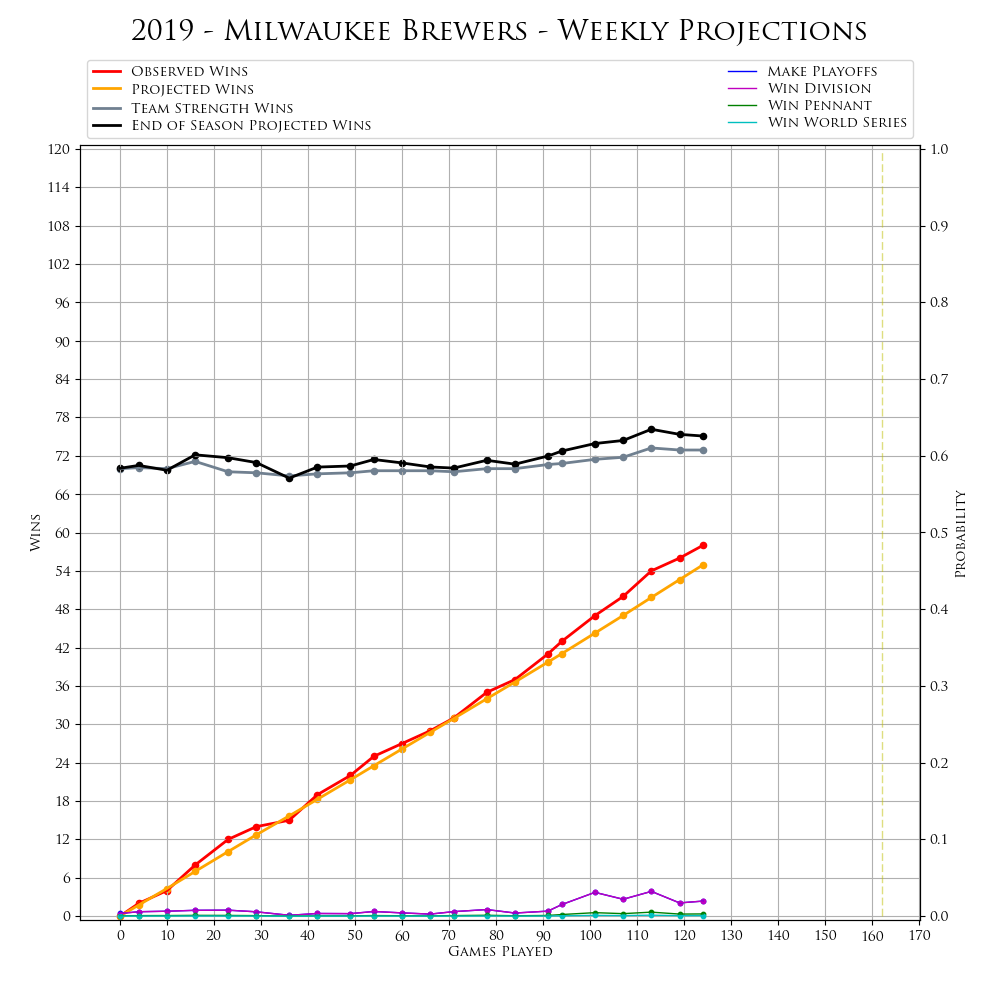 2019 - Milwaukee Brewers - Weekly Projections
Observed Wins
Projected Wins
Team Strength Wins
End of Season Projected Wins
Make Playoffs
Win Division
Win Pennant
Win World Series
120
114
108
102
96
90
84
78
72
66
60
54
48
42
36
30
24
18
12
6
0
Wins
1.0
0.9
0.8
0.7
0.6
0.5
0.4
0.3
0.2
0.1
0.0
Probability
0 10 20 30 40 50 60 70 80 90 100 110 120 130 140 150 160 170
Games Played